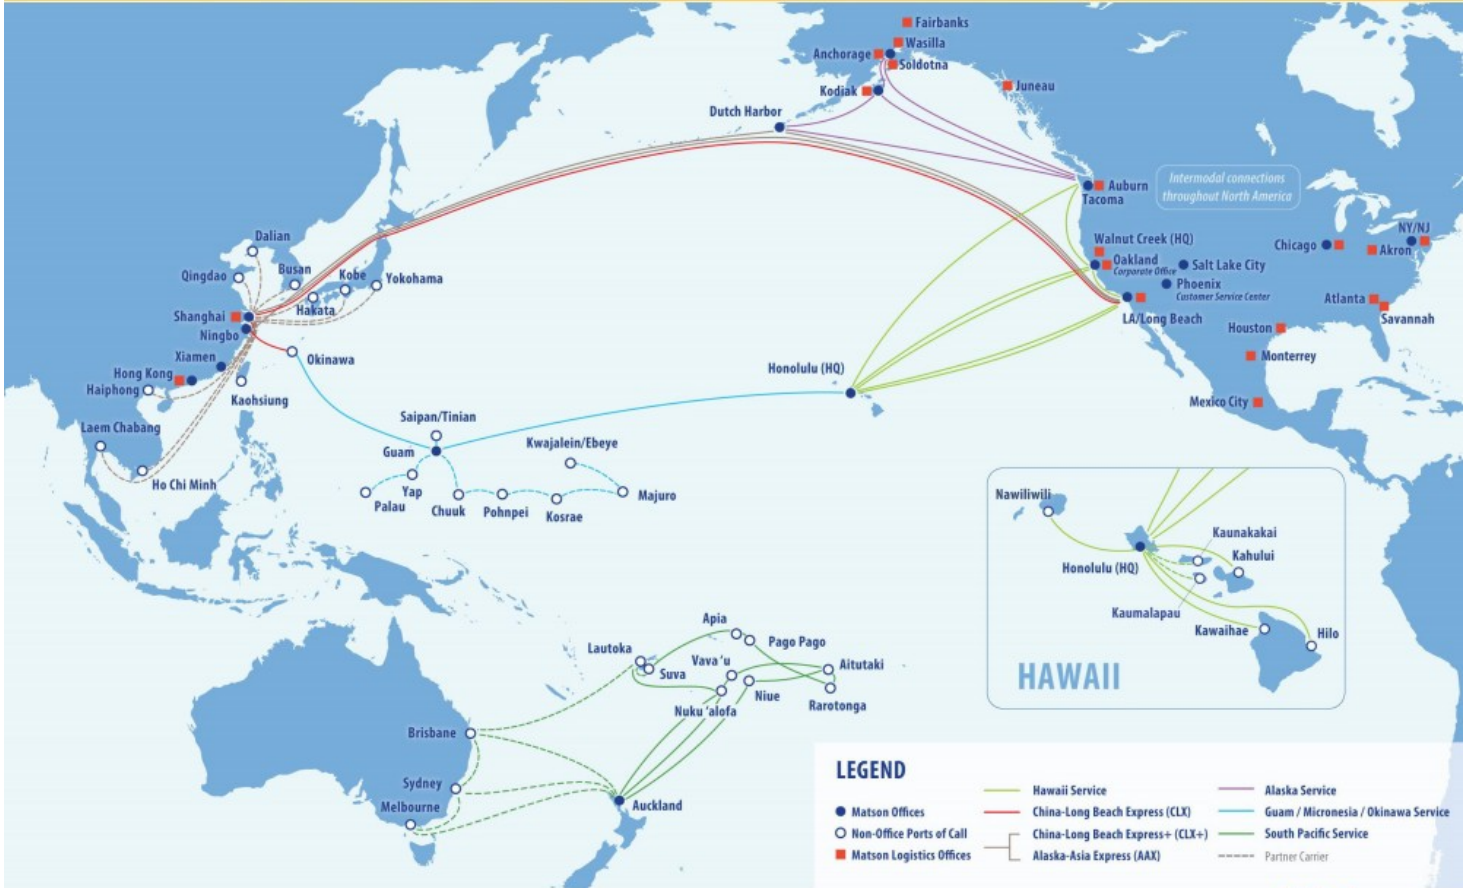 Fairbanks
Wasilla
Anchorage
Soldotna
Kodiak
Juneau
Dutch Harbor
Auburn
Tacoma
Intermodal connections
throughout North America
Walnut Creek (HQ)
Oakland
Corporate Office
Salt Lake City
Phoenix
Customer Service Center
LA/Long Beach
Chicago
NY/NJ
Akron
Atlanta
Savannah
Houston
Monterrey
Mexico City
Dalian
Qingdao
Busan
Kobe
Yokohama
Hakata
Shanghai
Ningbo
Okinawa
Xiamen
Hong Kong
Haiphong
Kaohsiung
Laem Chabang
Ho Chi Minh
Honolulu (HQ)
Saipan/Tinian
Guam
Kwajalein/Ebeye
Yap
Palau
Chuuk
Pohnpei
Kosrae
Majuro
Nawiliwili
Kaunakakai
Honolulu (HQ)
Kahului
Kaumalapau
Kawaihae
Hilo
HAWAII
Apia
Pago Pago
Lautoka
Suva
Vava 'u
Aitutaki
Niue
Rarotonga
Nuku 'alofa
Brisbane
Sydney
Melbourne
Auckland
LEGEND
Matson Offices
Non-Office Ports of Call
Matson Logistics Offices
Hawaii Service
China-Long Beach Express (CLX)
China-Long Beach Express+ (CLX+)
Alaska-Asia Express (AAX)
Alaska Service
Guam / Micronesia / Okinawa Service
South Pacific Service
Partner Carrier